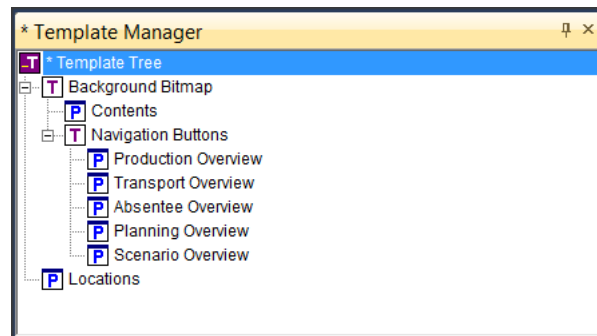 * Template Manager
T * Template Tree
T Background Bitmap
P Contents
T Navigation Buttons
P Production Overview
P Transport Overview
P Absentee Overview
P Planning Overview
P Scenario Overview
P Locations